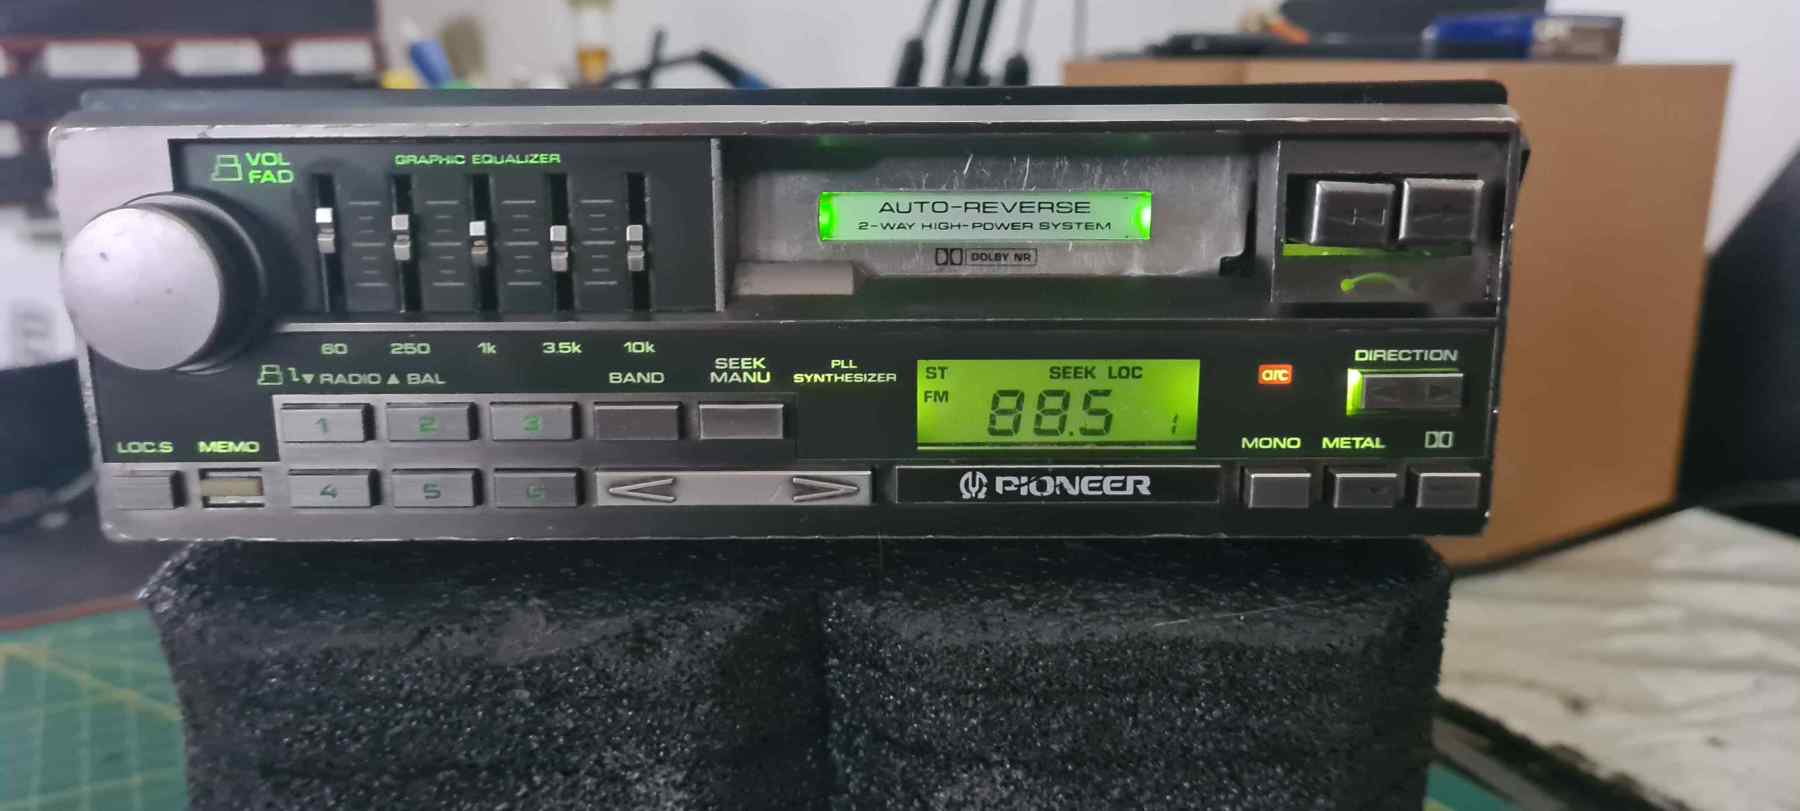 VOL
FAD
GRAPHIC EQUALIZER
AUTO-REVERSE
2-WAY HIGH-POWER SYSTEM
DOLBY NR
60 250 1k 3.5k 10k
RADIO BAL
BAND
SEEK
MANU
PLL
SYNTHESIZER
ST SEEK LOC
FM 88.5 1
arc
DIRECTION
1 2 3
LOC.S MEMO
4 5 6
PIONEER
MONO METAL